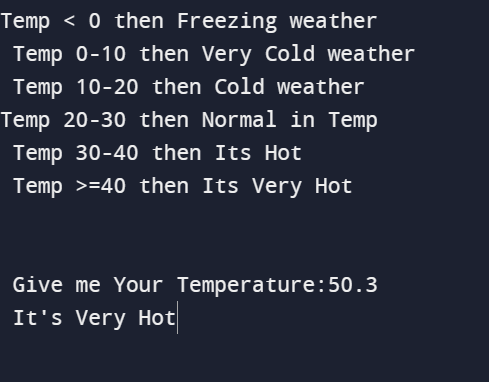 Temp < 0 then Freezing weather
Temp 0-10 then Very Cold weather
Temp 10-20 then Cold weather
Temp 20-30 then Normal in Temp
Temp 30-40 then Its Hot
Temp >=40 then Its Very Hot
Give me Your Temperature:50.3
It's Very Hot